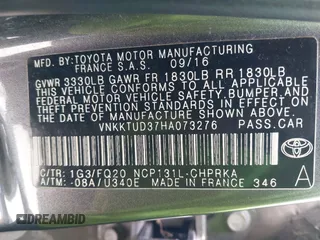 MFD.BY:TOYOTA MOTOR MANUFACTURING
FRANCE S.A.S. 09/16
GVWR 3330LB GAWR FR 1830LB RR 1830LB
THIS VEHICLE CONFORMS TO ALL APPLICABLE
FEDERAL MOTOR VEHICLE SAFETY, BUMPER, AND
THEFT PREVENTION STANDARDS IN EFFECT ON
THE DATE OF MANUFACTURE SHOWN ABOVE.
VNKKTUD37HA073276 PASS.CAR
TOYOTA
C/TR: 1G3/FQ20 NCP131L-CHPRKA
A/TM: -08A/U340E MADE IN FRANCE 346
A
DREAMBID